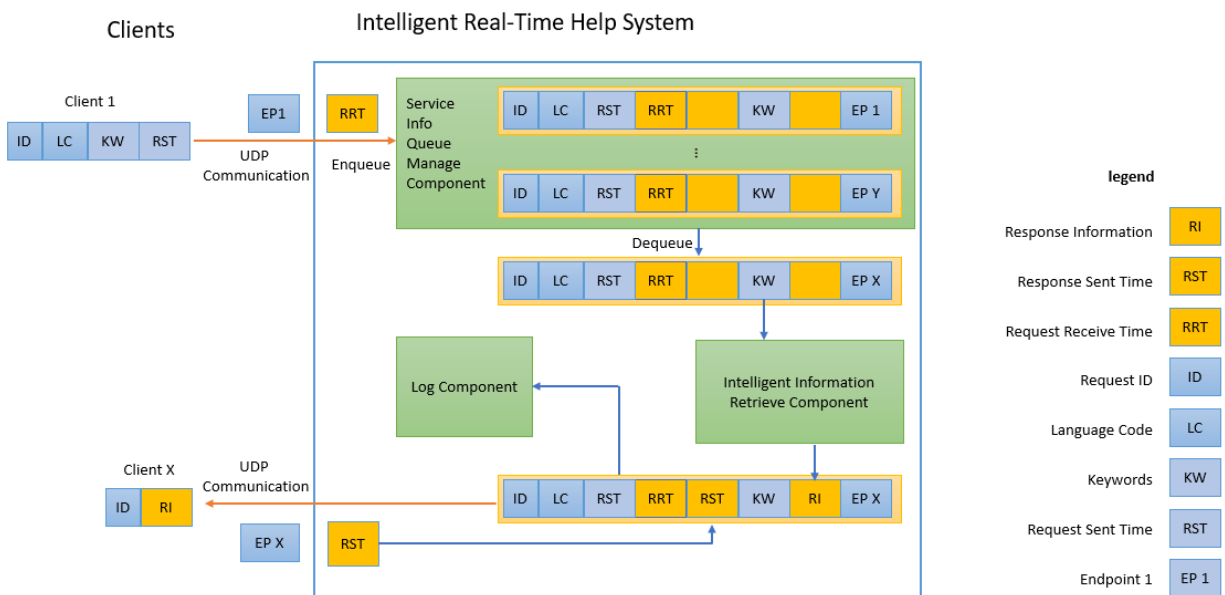 Clients
Intelligent Real-Time Help System
Client 1
ID LC KW RST
EP1
UDP
Communication
RRT
Enqueue
Service
Info
Queue
Manage
Component
ID LC RST RRT KW EP 1
...
ID LC RST RRT KW EP Y
Dequeue
ID LC RST RRT KW EP X
Log Component
Intelligent Information
Retrieve Component
Client X
ID RI
UDP
Communication
EP X
RST
ID LC RST RRT RST KW RI EP X
legend
Response Information RI
Response Sent Time RST
Request Receive Time RRT
Request ID ID
Language Code LC
Keywords KW
Request Sent Time RST
Endpoint 1 EP 1